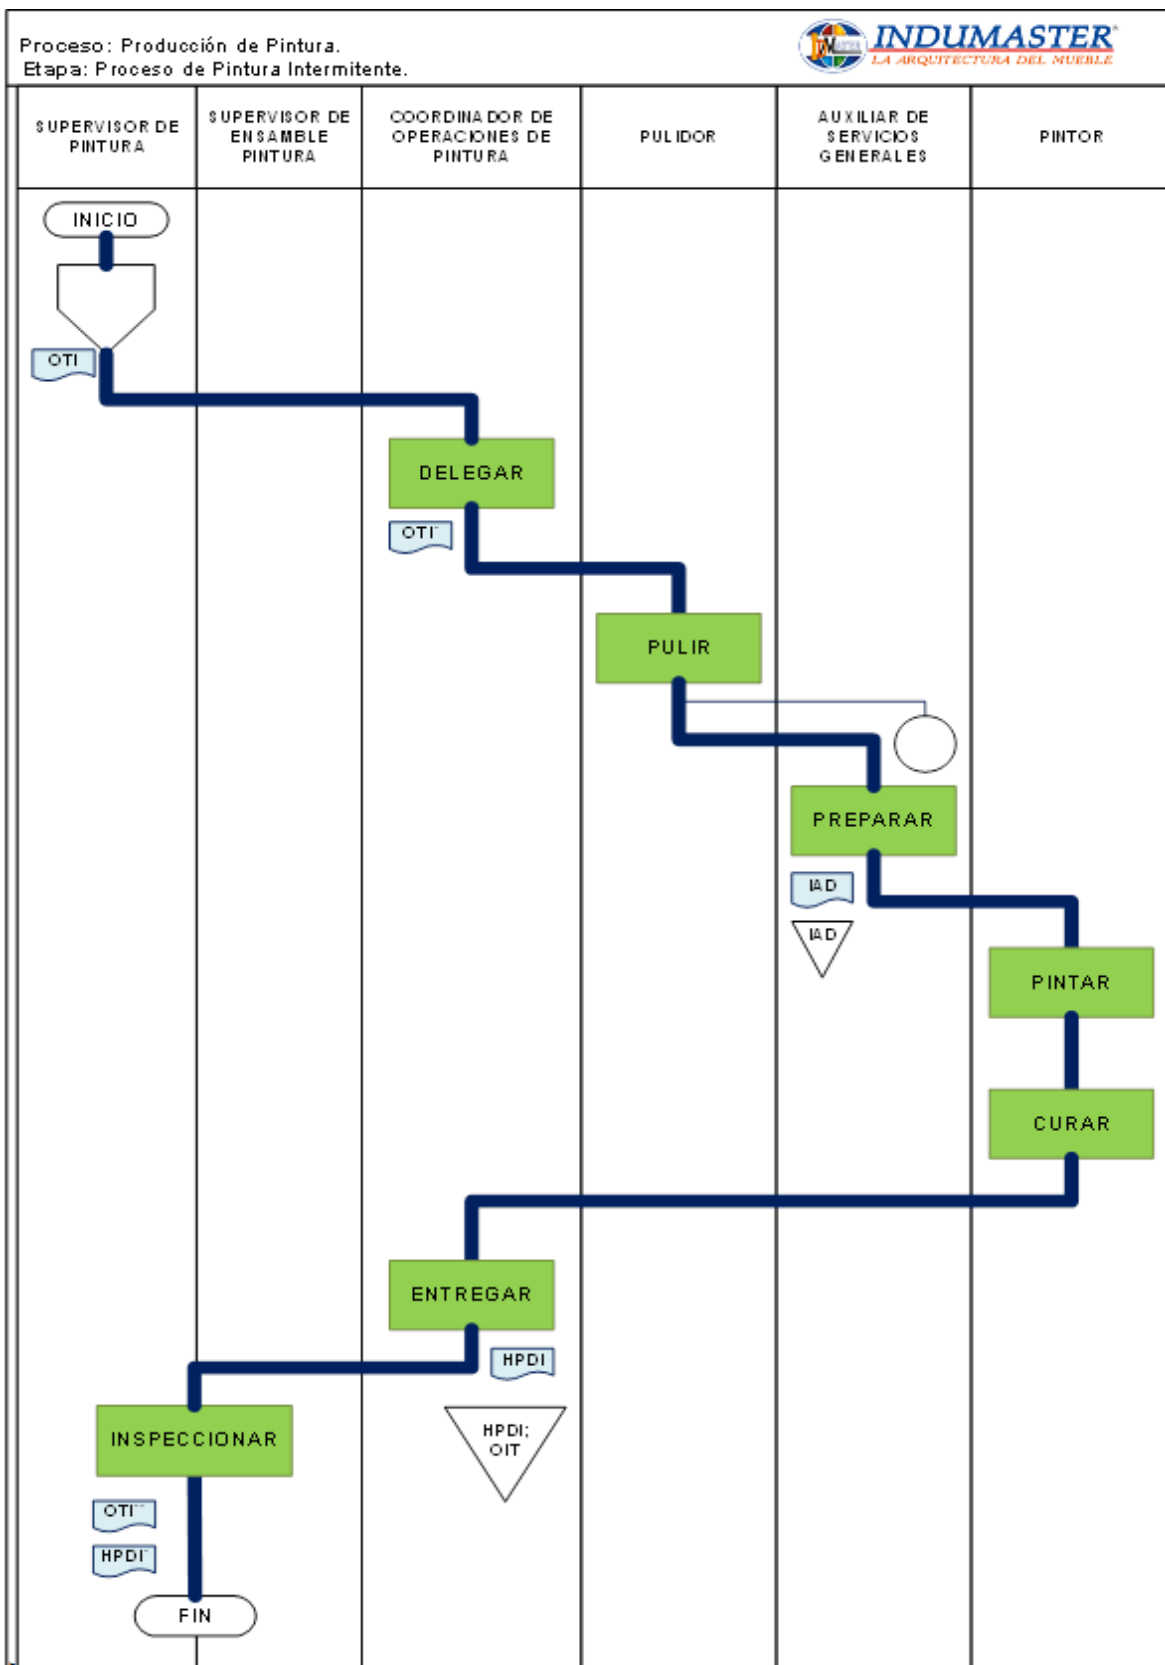 Proceso: Producción de Pintura.
Etapa: Proceso de Pintura Intermitente.
INDUMASTER
LA ARQUITECTURA DEL MUEBLE
SUPERVISOR DE
PINTURA
SUPERVISOR DE
ENSAMBLE
PINTURA
COORDINADOR DE
OPERACIONES DE
PINTURA
PULIDOR
AUXILIAR DE
SERVICIOS
GENERALES
PINTOR
INICIO
OTI
DELEGAR
OTI¨
PULIR
PREPARAR
IAD
IAD
PINTAR
CURAR
ENTREGAR
HPDI
HPDI;
OIT
INSPECCIONAR
OTI¨¨
HPDI¨
FIN